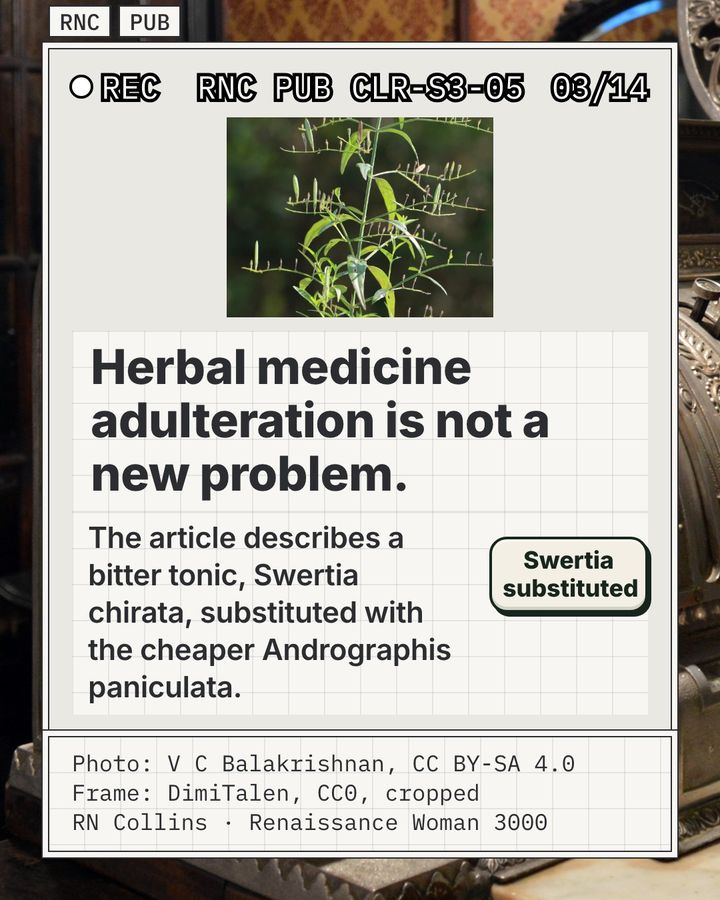 RNC PUB
REC RNC PUB CLR-S3-05 03/14
Herbal medicine
adulteration is not a
new problem.
The article describes a
bitter tonic, Swertia
chirata, substituted with
the cheaper Andrographis
paniculata.
Swertia
substituted
Photo: V C Balakrishnan, CC BY-SA 4.0
Frame: DimiTalen, CC0, cropped
RN Collins · Renaissance Woman 3000